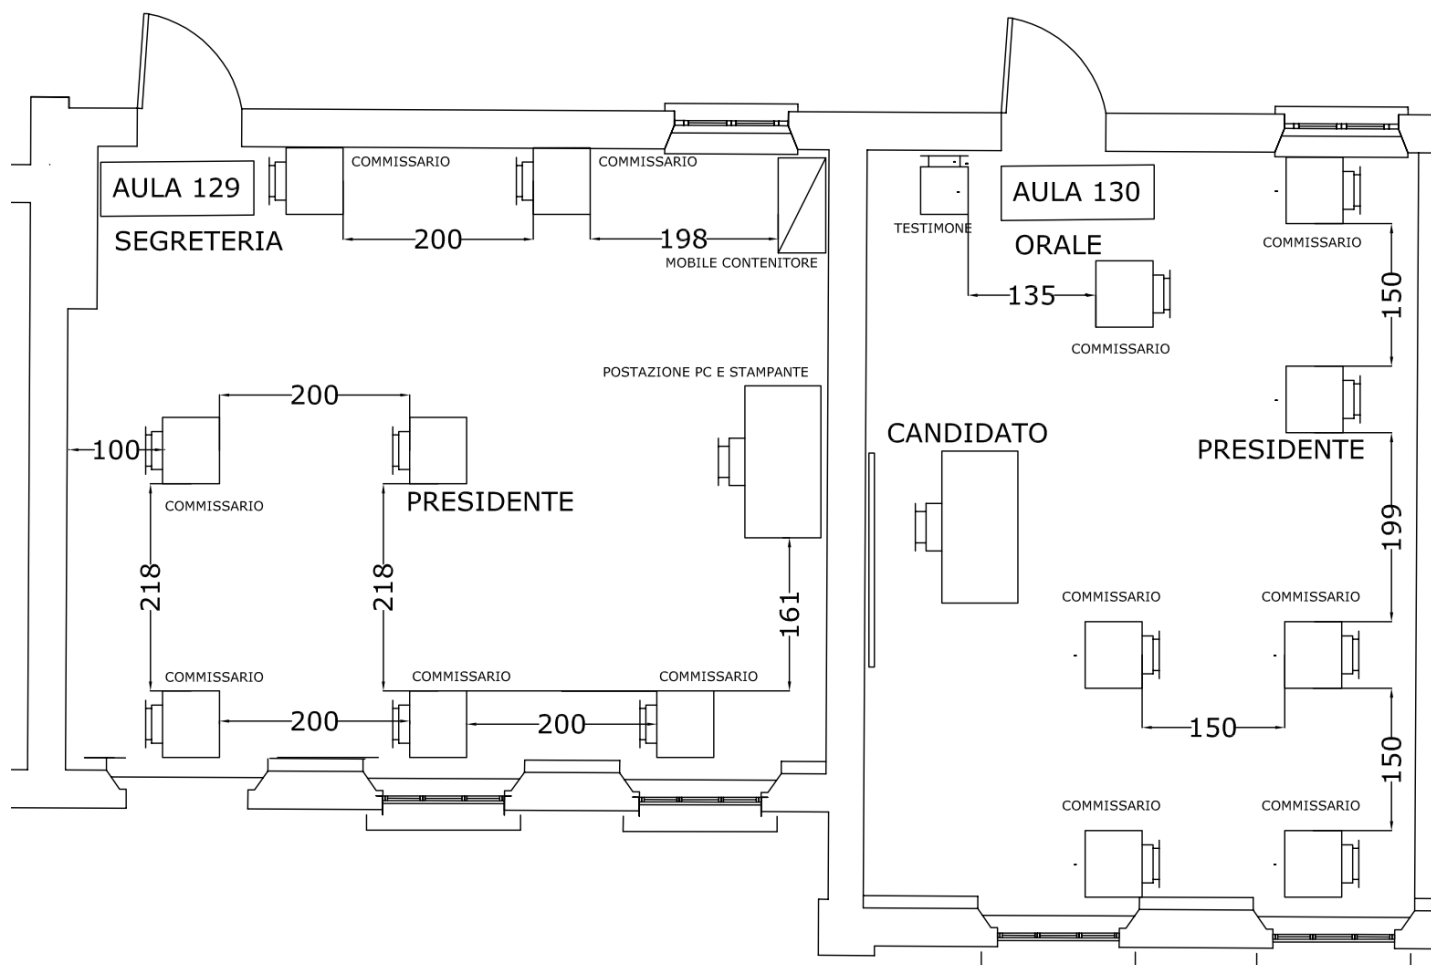 COMMISSARIO
COMMISSARIO
AULA 129
SEGRETERIA
200
198
MOBILE CONTENITORE
POSTAZIONE PC E STAMPANTE
200
100
COMMISSARIO
PRESIDENTE
218
218
161
COMMISSARIO
COMMISSARIO
COMMISSARIO
200
200
AULA 130
TESTIMONE
ORALE
COMMISSARIO
135
150
COMMISSARIO
CANDIDATO
PRESIDENTE
199
COMMISSARIO
COMMISSARIO
150
150
COMMISSARIO
COMMISSARIO